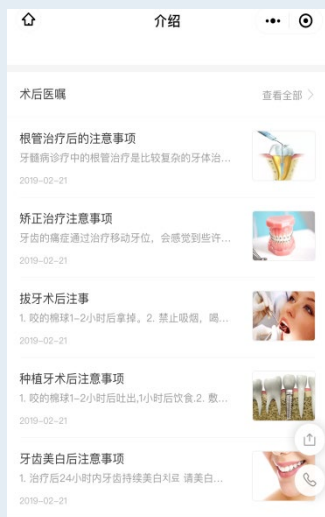 介绍
术后医嘱
查看全部
根管治疗后的注意事项
牙髓病诊疗中的根管治疗是比较复杂的牙体治...
2019-02-21
矫正治疗注意事项
牙齿的痛症通过治疗移动牙位，会感觉到些许...
2019-02-21
拔牙术后注事
1. 咬的棉球1-2小时后拿掉。2. 禁止吸烟，喝...
2019-02-21
种植牙术后注意事项
1. 咬的棉球1-2小时后吐出,1小时后饮食.2. 敷...
2019-02-21
牙齿美白后注意事项
1. 治疗后24小时内牙齿持续美白치료 请美白...
2019-02-21